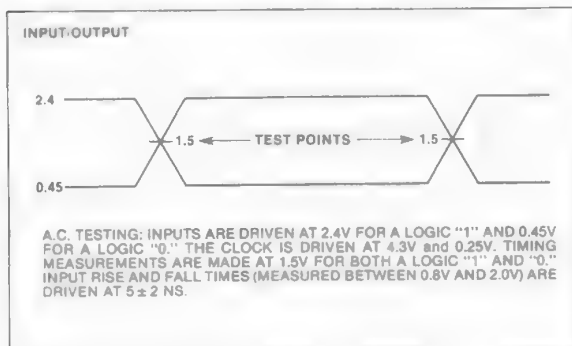 INPUT-OUTPUT
2.4
1.5 TEST POINTS 1.5
0.45
A.C. TESTING: INPUTS ARE DRIVEN AT 2.4V FOR A LOGIC "1" AND 0.45V
FOR A LOGIC "0." THE CLOCK IS DRIVEN AT 4.3V and 0.25V. TIMING
MEASUREMENTS ARE MADE AT 1.5V FOR BOTH A LOGIC "1" AND "0."
INPUT RISE AND FALL TIMES (MEASURED BETWEEN 0.8V AND 2.0V) ARE
DRIVEN AT 5 ± 2 NS.